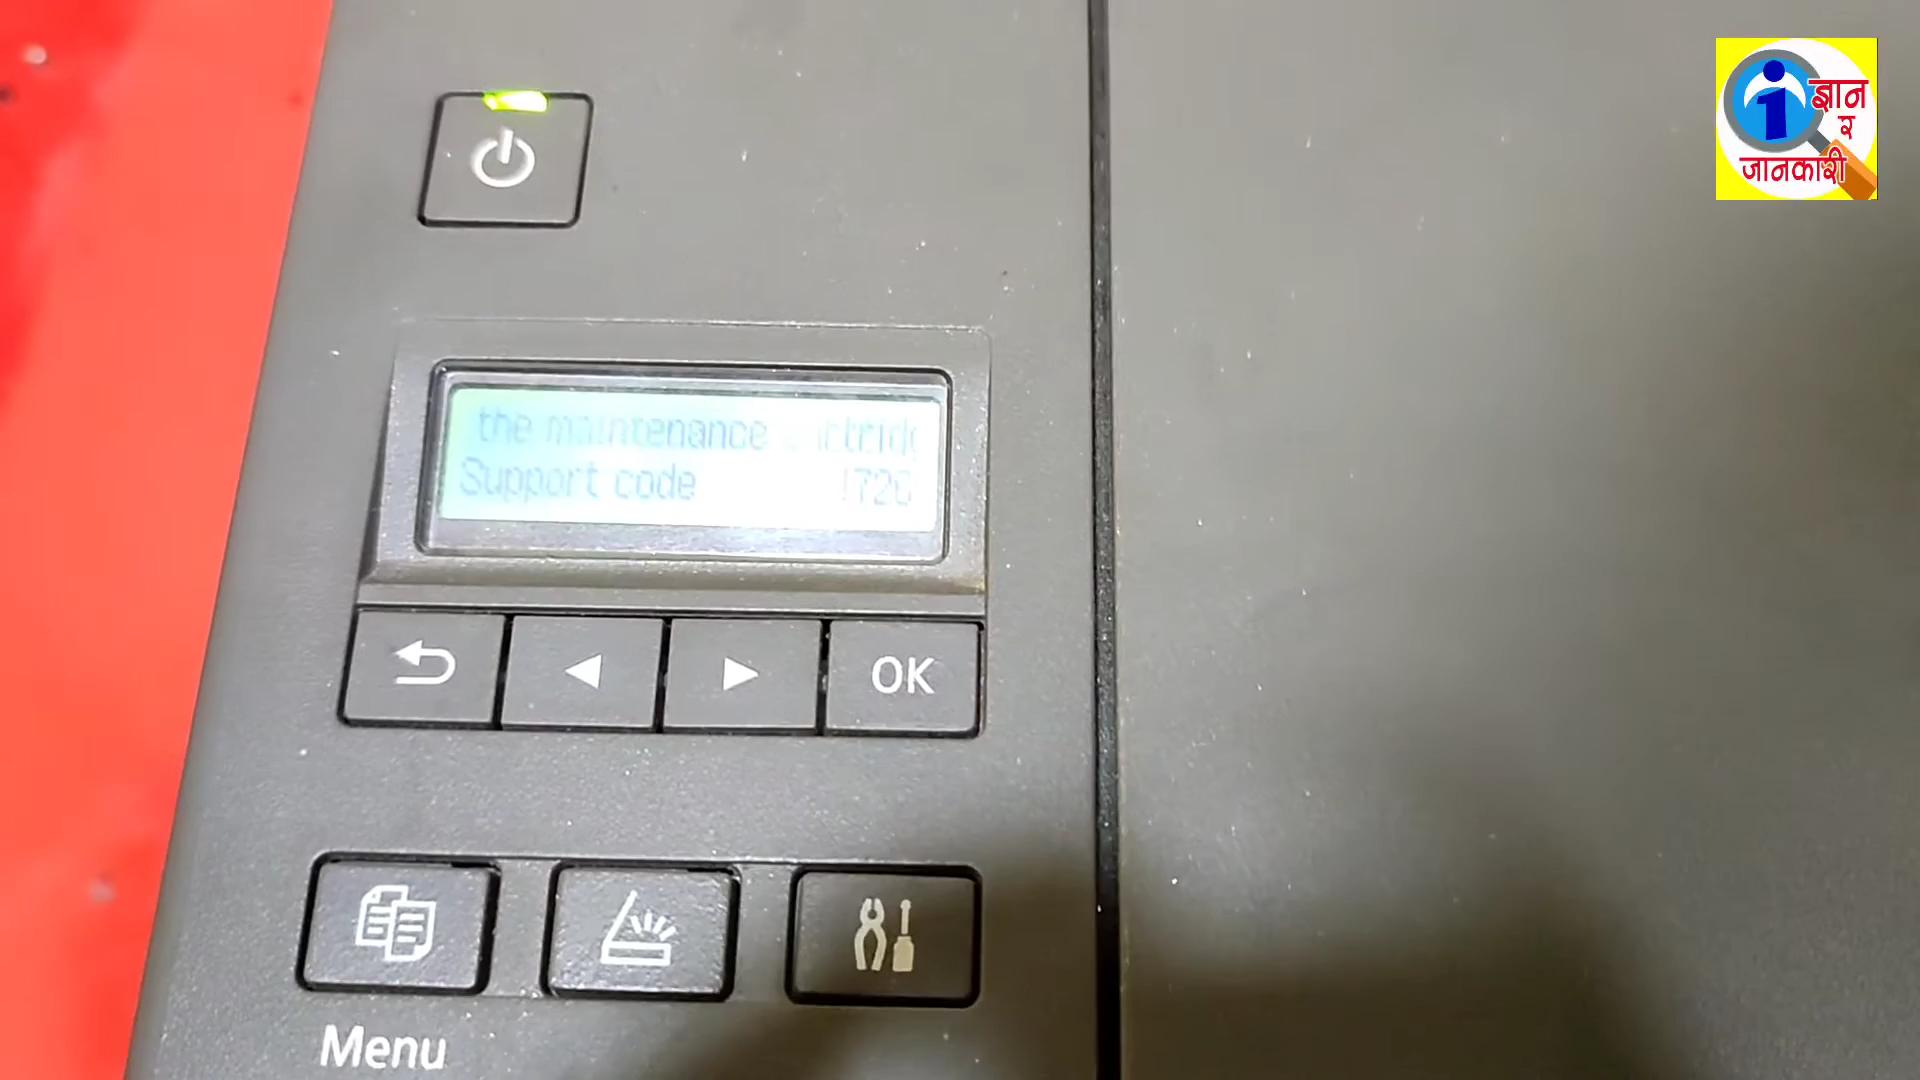 ज्ञान
र
जानकारी
the maintenance
Support code
OK
Menu